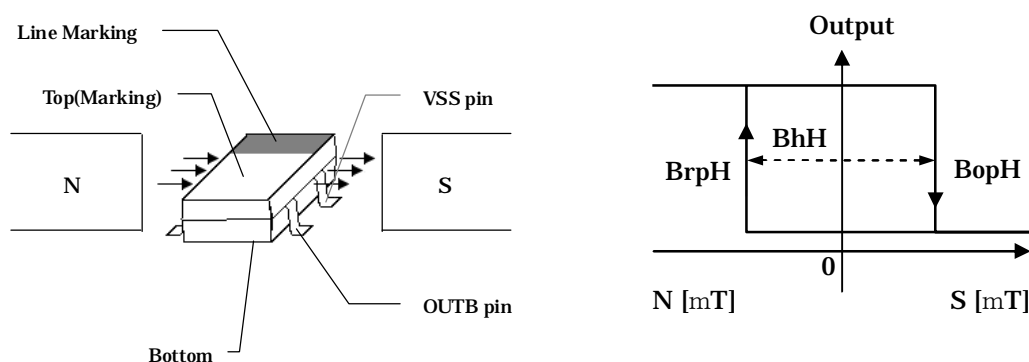 Line Marking
Top(Marking)
VSS pin
N
S
OUTB pin
Bottom
Output
BhH
BrpH
BopH
0
N [mT]
S [mT]